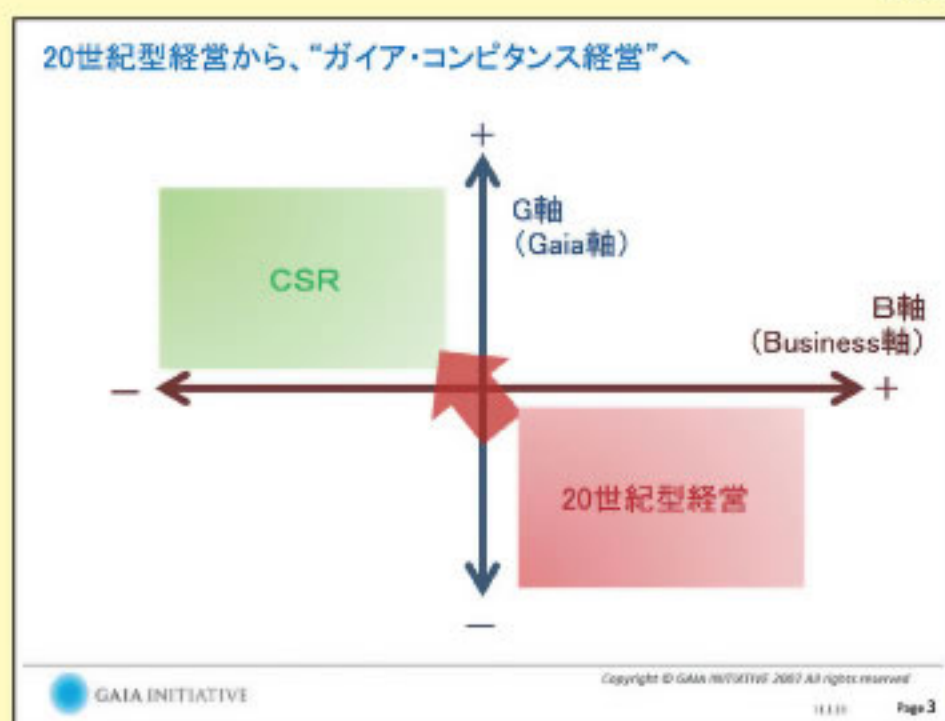 20世紀型経営から、“ガイア・コンピタンス経営”へ
+
G軸
(Gaia軸)
CSR
B軸
(Business軸)
—
+
20世紀型経営
—
GAIA INITIATIVE
Copyright © GAIA INITIATIVE 2007 All rights reserved
Page 3